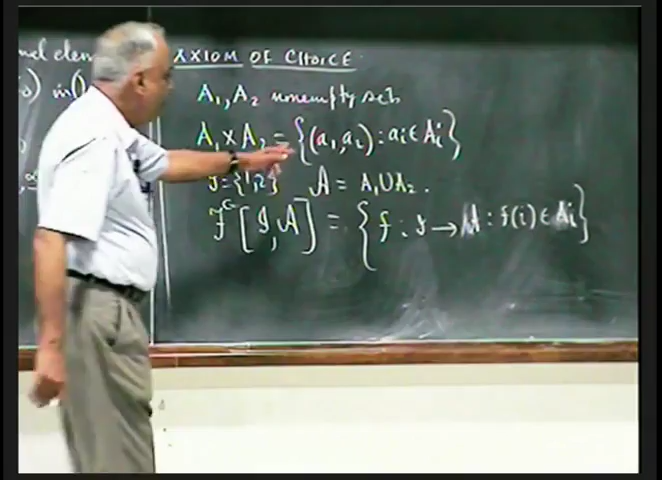 AXIOM OF CHOICE
A₁, A₂ nonempty sets
A₁ × A₂ = {(a₁, a₂) : aᵢ ∈ Aᵢ}
𝒥 = {1,2} 𝒜 = A₁ ∪ A₂ .
[𝒥, 𝒜] = {f : 𝒥 → 𝒜 : f(i) ∈ Aᵢ}